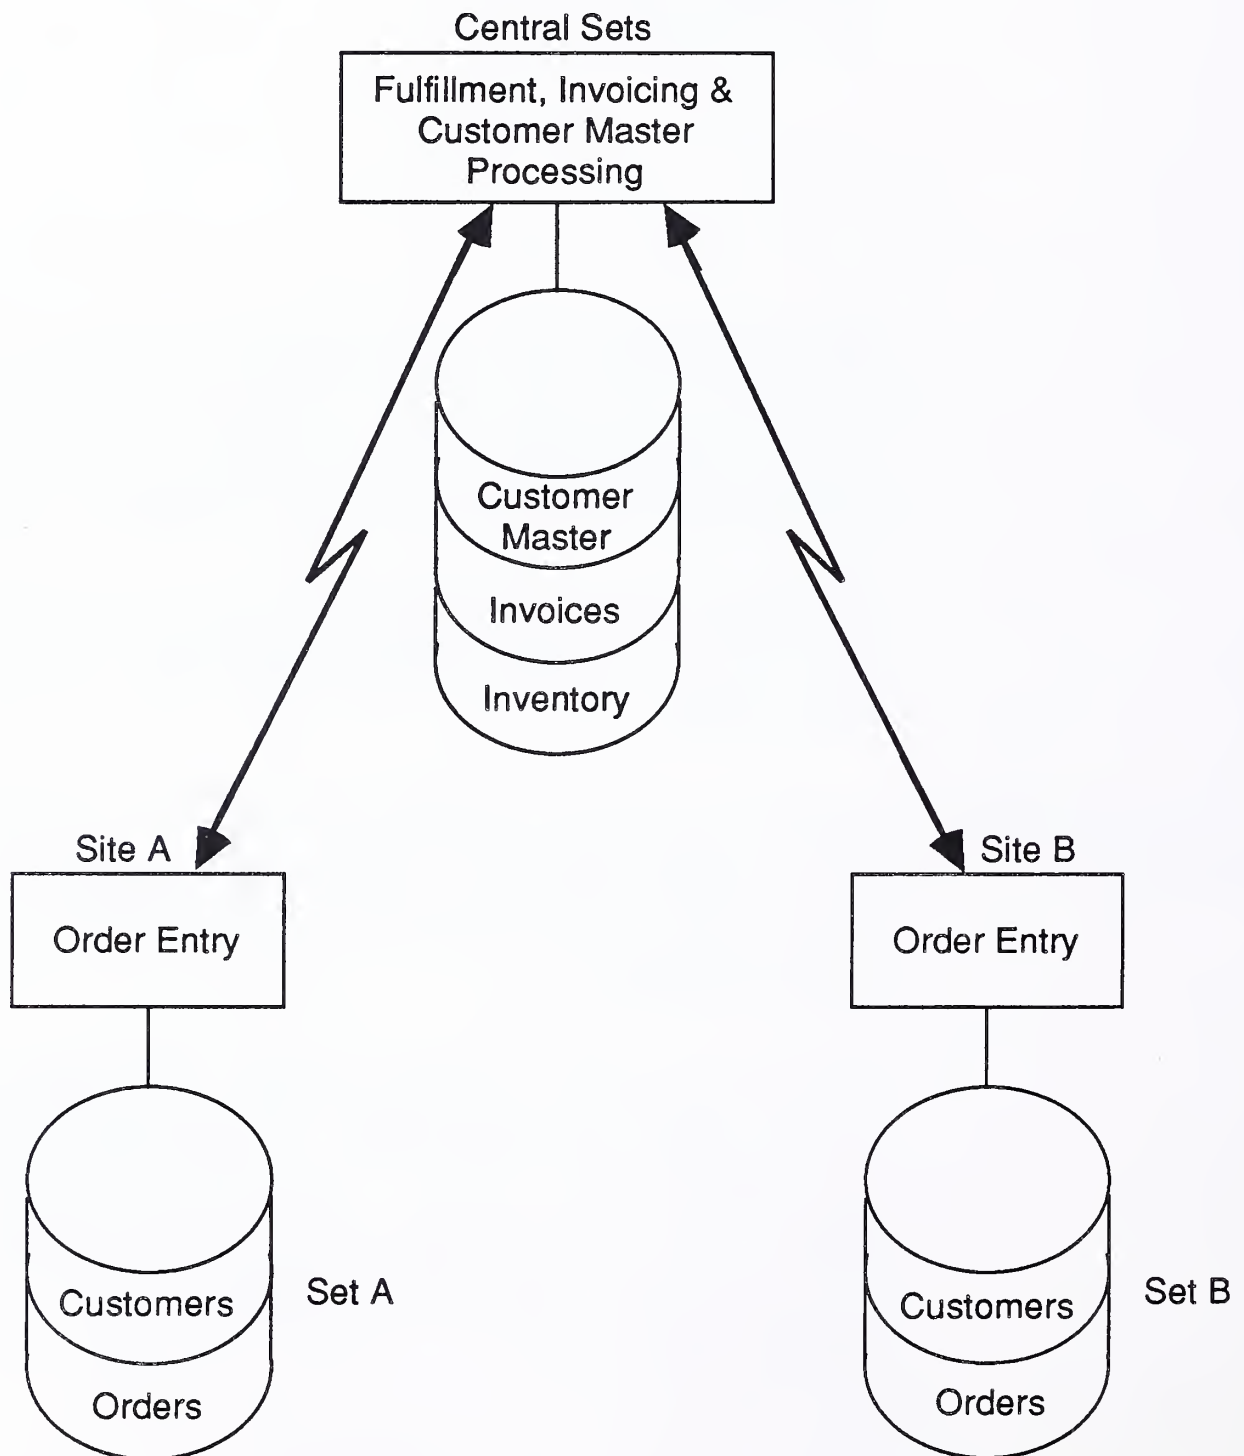 Central Sets
Fulfillment, Invoicing &
Customer Master
Processing
Customer
Master
Invoices
Inventory
Site A
Order Entry
Site B
Order Entry
Customers
Orders
Set A
Customers
Orders
Set B